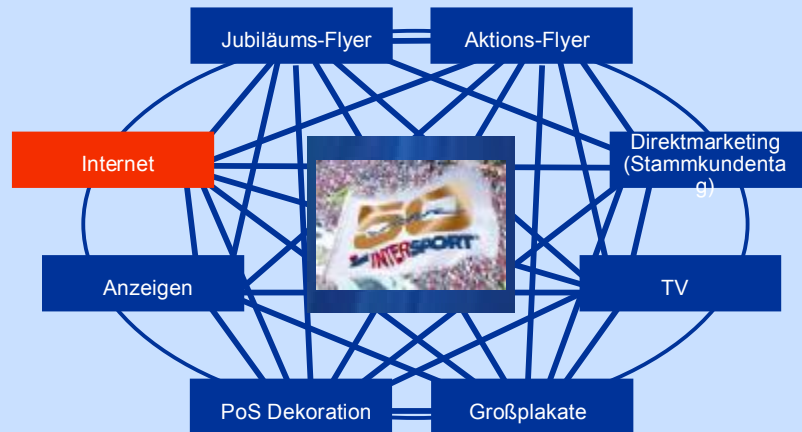 Jubiläums-Flyer
Aktions-Flyer
Internet
Direktmarketing
(Stammkundenta
g)
50
INTERSPORT
Anzeigen
TV
PoS Dekoration
Großplakate